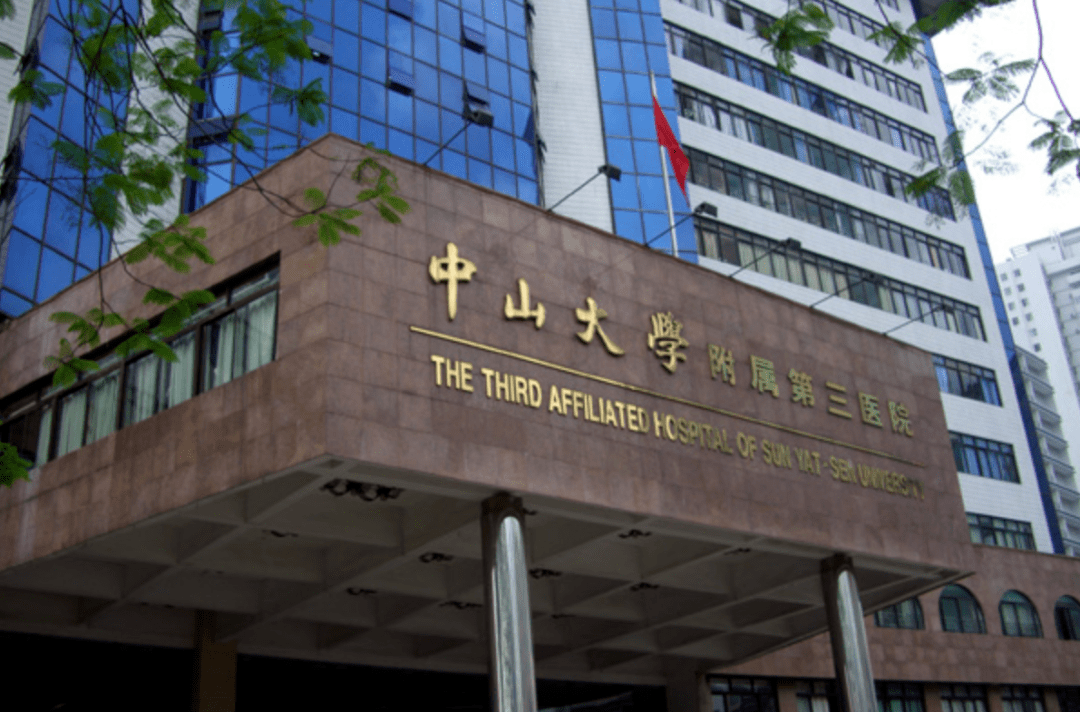 中山大學附属第三医院
THE THIRD AFFILIATED HOSPITAL OF SUN YAT-SEN UNIVERSITY